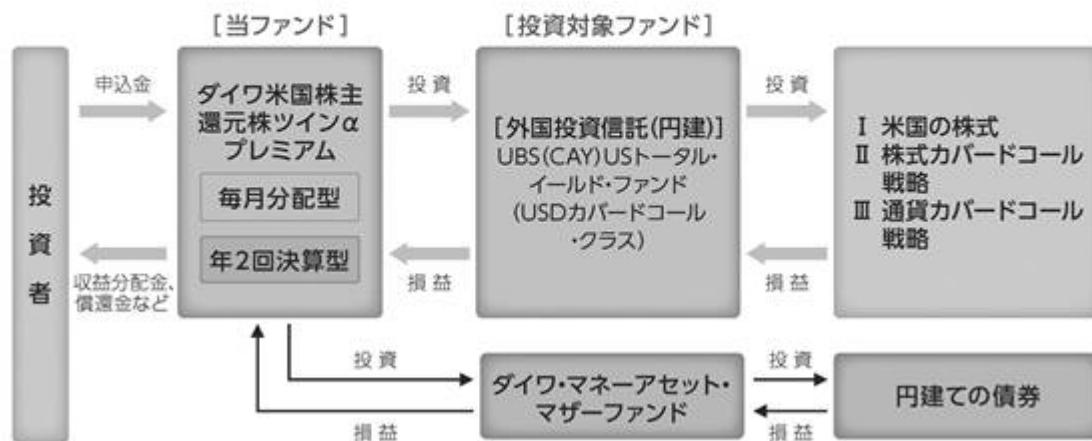 [当ファンド]
[投資対象ファンド]
投資者
申込金
収益分配金、
償還金など
ダイワ米国株主
還元株ツインα
プレミアム
毎月分配型
年2回決算型
投資
損益
[外国投資信託(円建)]
UBS(CAY)USトータル・
イールド・ファンド
(USDカバードコール
・クラス)
投資
損益
Ⅰ 米国の株式
Ⅱ 株式カバードコール
戦略
Ⅲ 通貨カバードコール
戦略
投資
損益
ダイワ・マネーアセット・
マザーファンド
投資
損益
円建ての債券